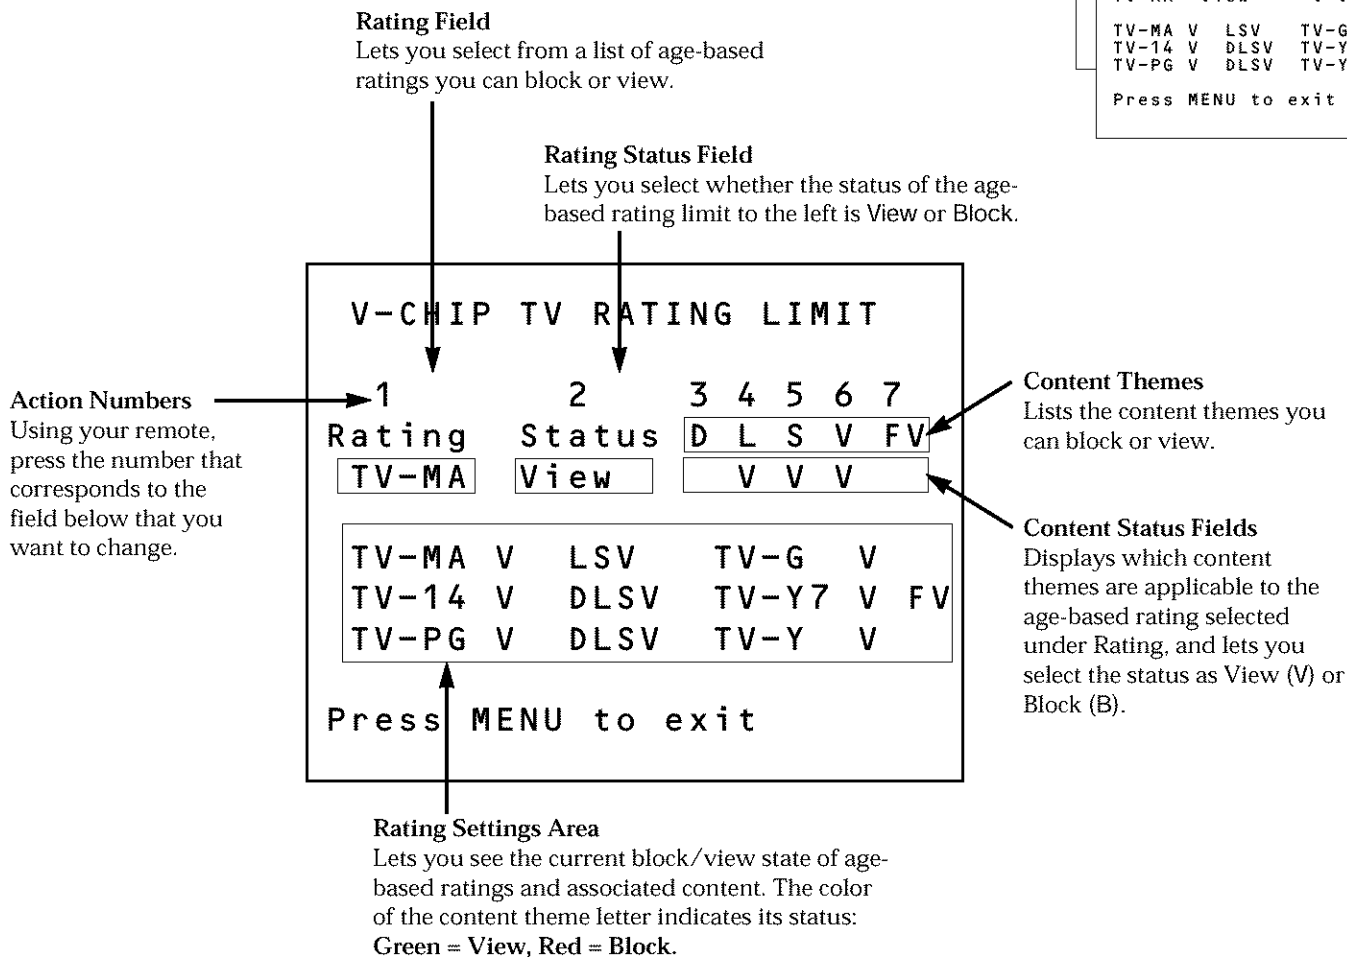 Rating Field
Lets you select from a list of age-based
ratings you can block or view.
TV-MA V LSV TV-G
TV-14 V DLSV TV-Y
TV-PG V DLSV TV-Y
Press MENU to exit
Rating Status Field
Lets you select whether the status of the age-
based rating limit to the left is View or Block.
V-CHIP TV RATING LIMIT
1 2 3 4 5 6 7
Rating Status D L S V FV
TV-MA View V V V
TV-MA V LSV TV-G V
TV-14 V DLSV TV-Y7 V FV
TV-PG V DLSV TV-Y V
Press MENU to exit
Action Numbers
Using your remote,
press the number that
corresponds to the
field below that you
want to change.
Content Themes
Lists the content themes you
can block or view.
Content Status Fields
Displays which content
themes are applicable to the
age-based rating selected
under Rating, and lets you
select the status as View (V) or
Block (B).
Rating Settings Area
Lets you see the current block/view state of age-
based ratings and associated content. The color
of the content theme letter indicates its status:
Green = View, Red = Block.